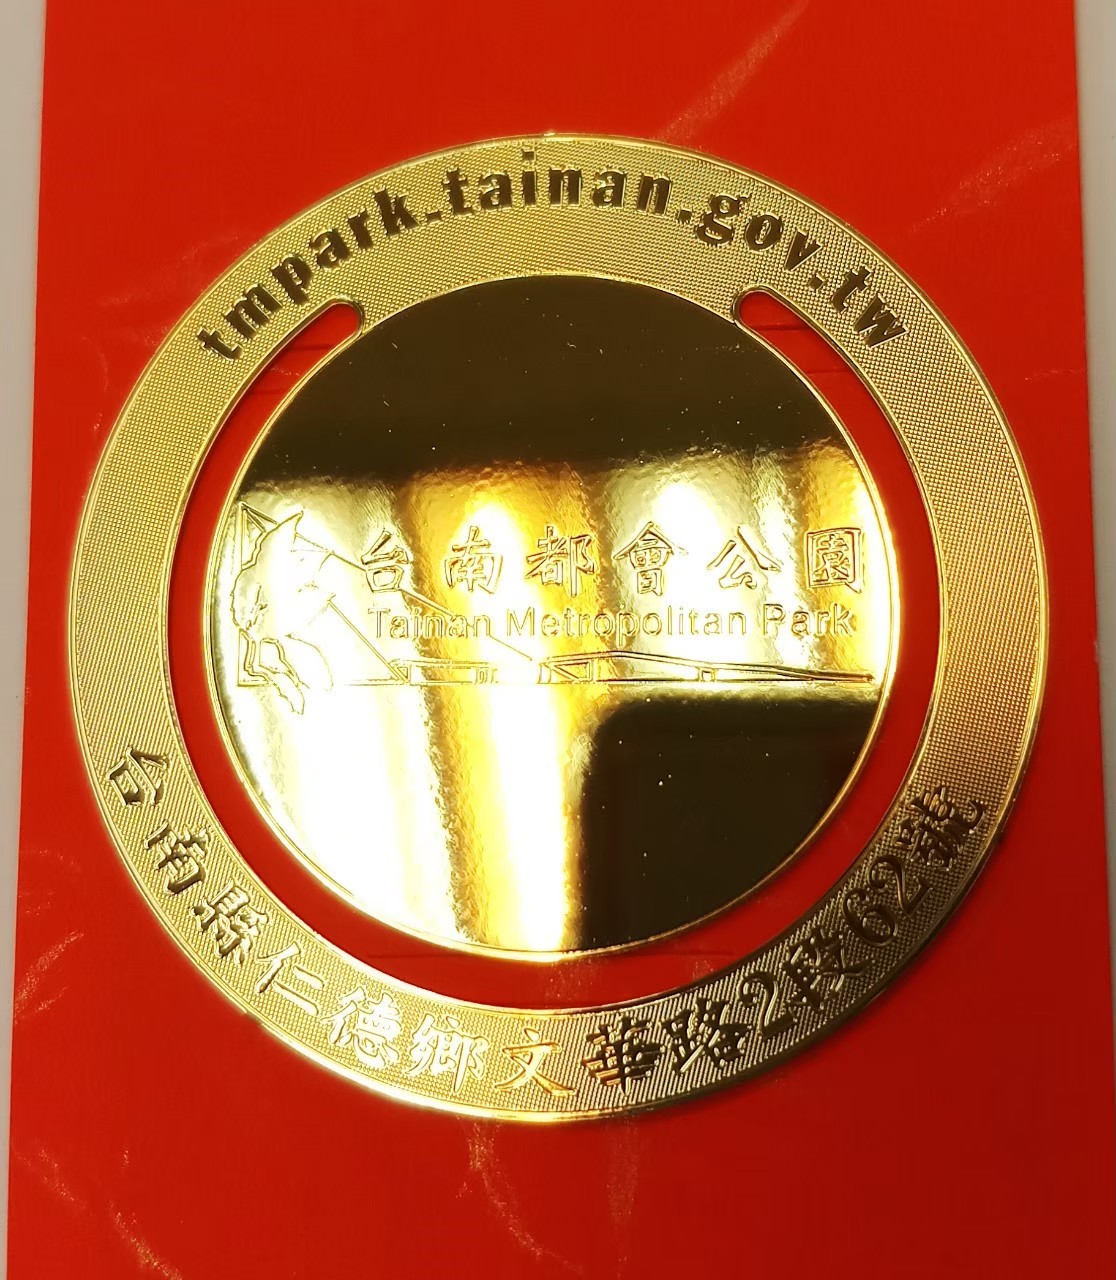 tmpark.tainan.gov.tw
台南都會公園
Tainan Metropolitan Park
台南縣仁德鄉文華路2段62號